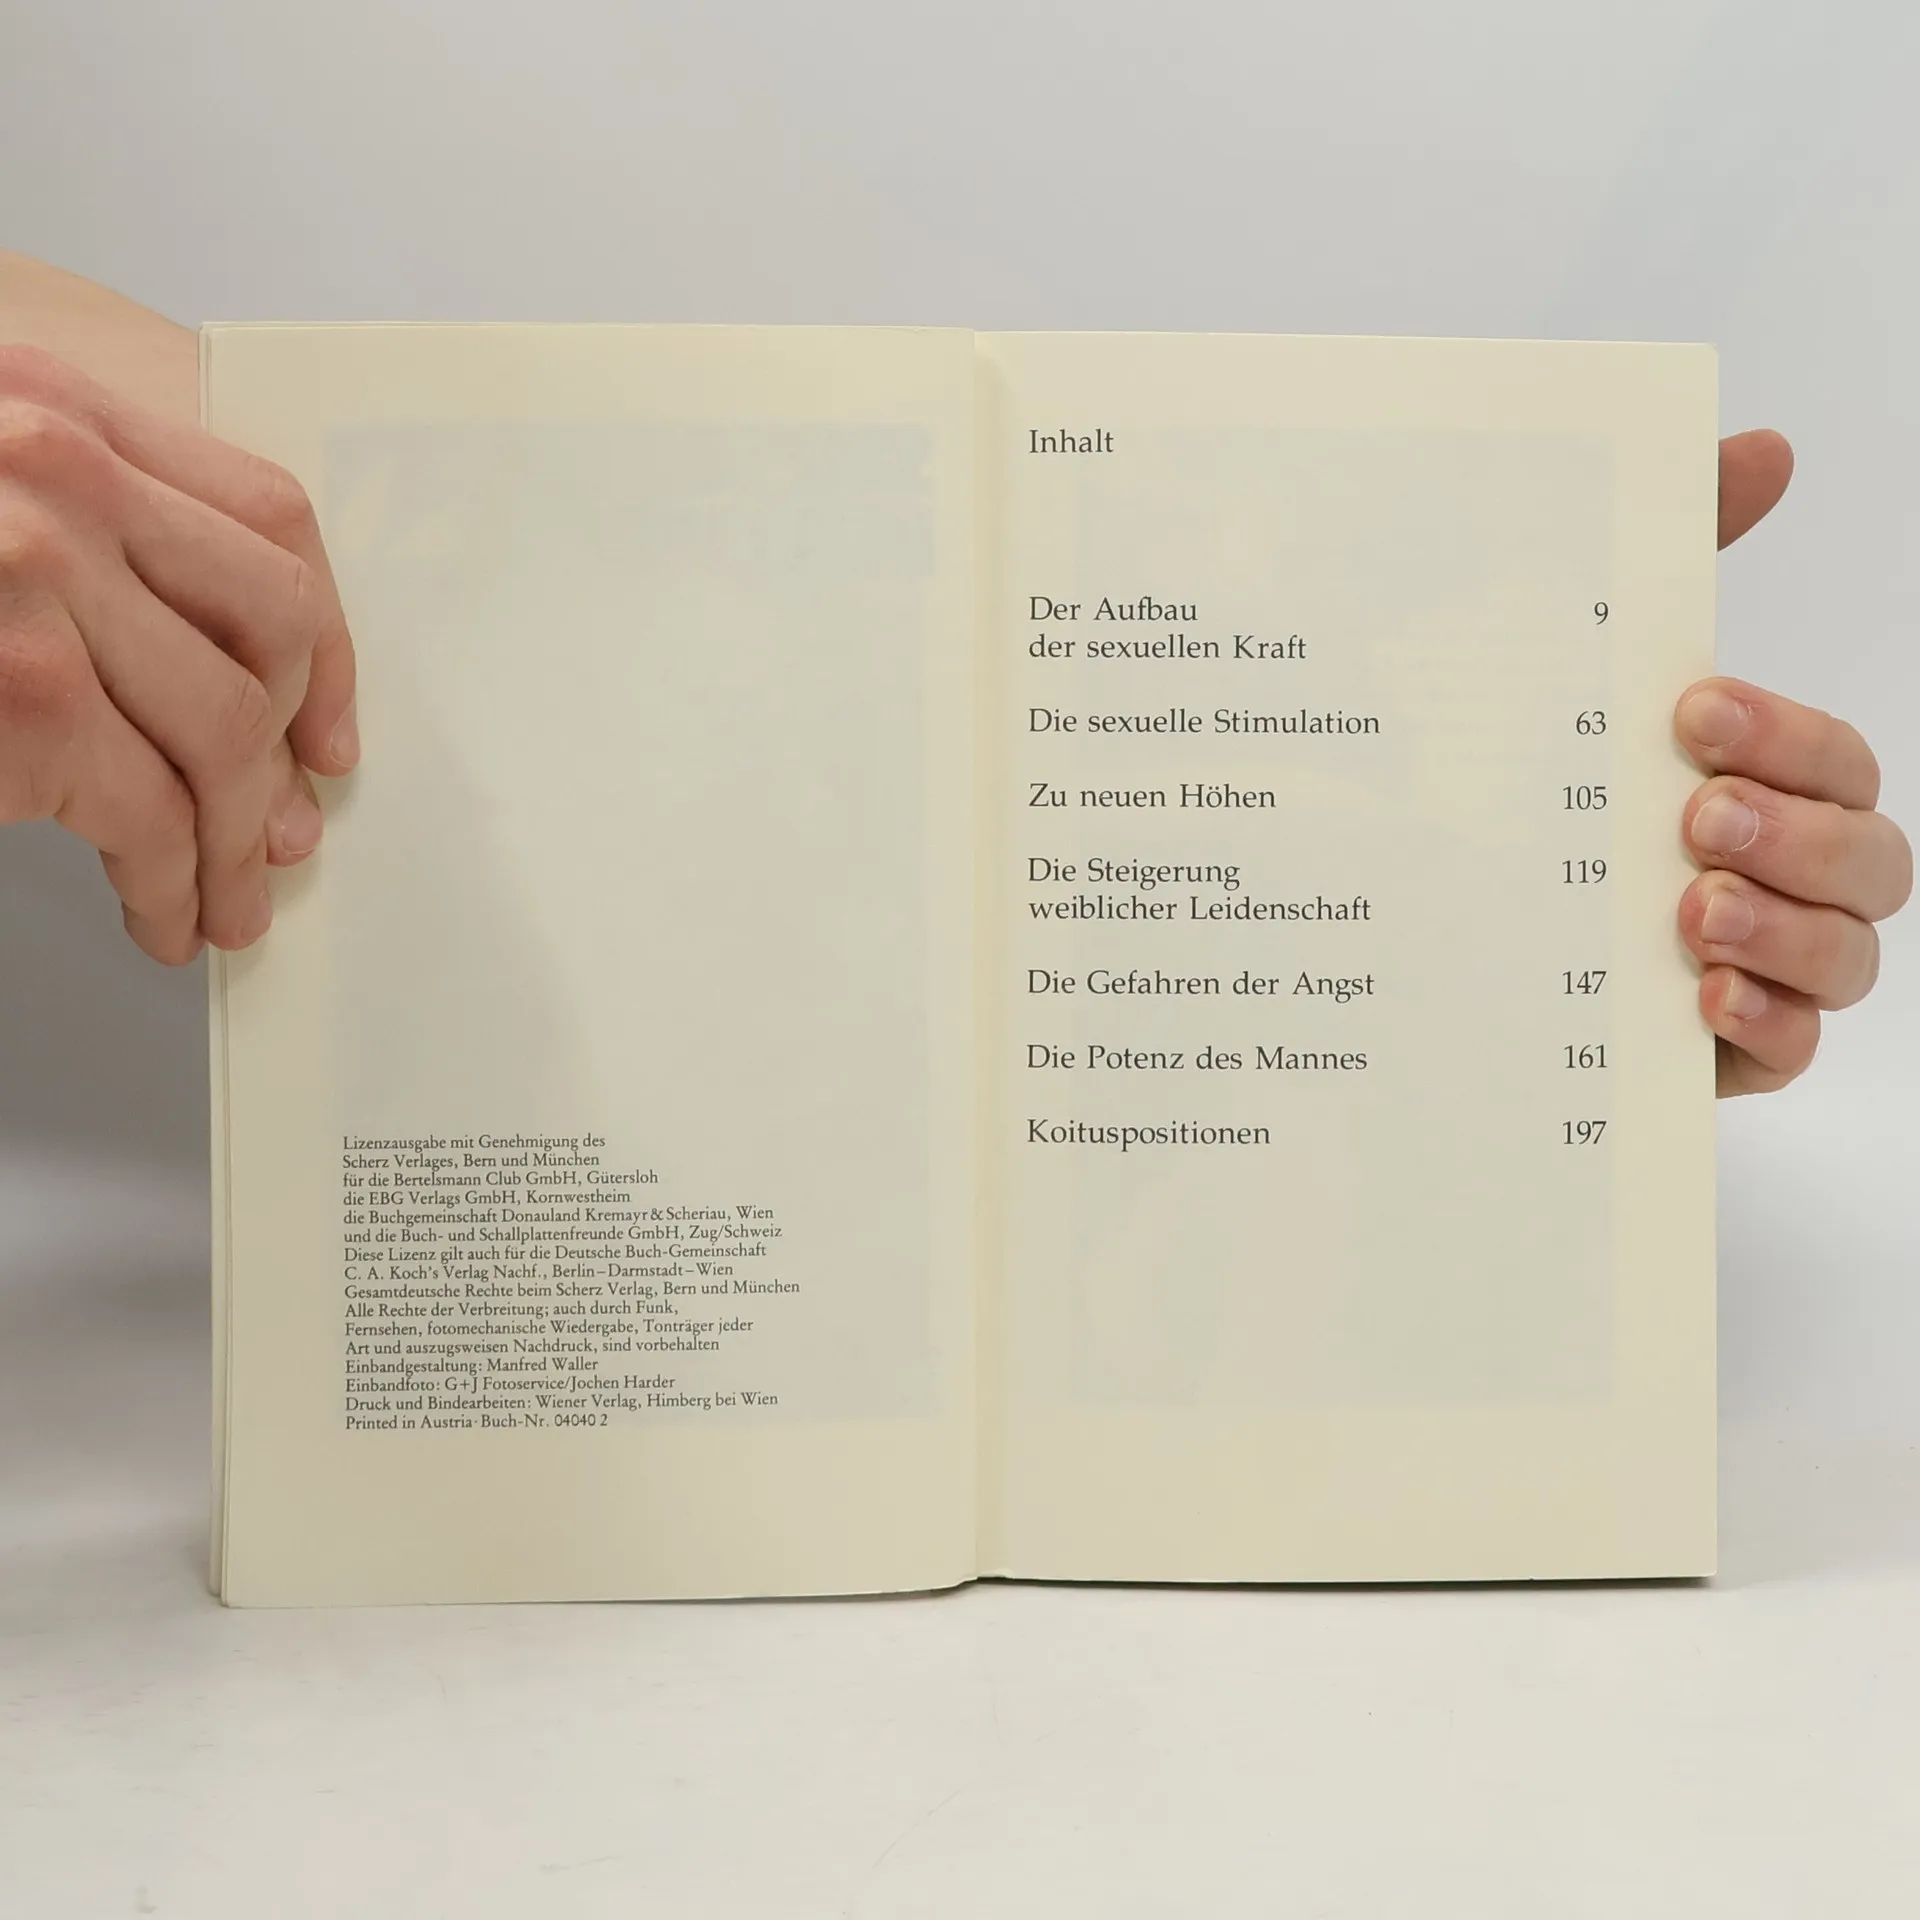 Lizenzausgabe mit Genehmigung des
Scherz Verlages, Bern und München
für die Bertelsmann Club GmbH, Gütersloh
die EBG Verlags GmbH, Kornwestheim
die Buchgemeinschaft Donauland Kremayr & Scheriau, Wien
und die Buch- und Schallplattenfreunde GmbH, Zug/Schweiz
Diese Lizenz gilt auch für die Deutsche Buch-Gemeinschaft
C. A. Koch's Verlag Nachf., Berlin–Darmstadt–Wien
Gesamtdeutsche Rechte beim Scherz Verlag, Bern und München
Alle Rechte der Verbreitung; auch durch Funk,
Fernsehen, fotomechanische Wiedergabe, Tonträger jeder
Art und auszugsweisen Nachdruck, sind vorbehalten
Einbandgestaltung: Manfred Waller
Einbandfoto: G+J Fotoservice/Jochen Harder
Druck und Bindearbeiten: Wiener Verlag, Himberg bei Wien
Printed in Austria · Buch-Nr. 04040 2
Inhalt
Der Aufbau 9
der sexuellen Kraft
Die sexuelle Stimulation 63
Zu neuen Höhen 105
Die Steigerung 119
weiblicher Leidenschaft
Die Gefahren der Angst 147
Die Potenz des Mannes 161
Koituspositionen 197